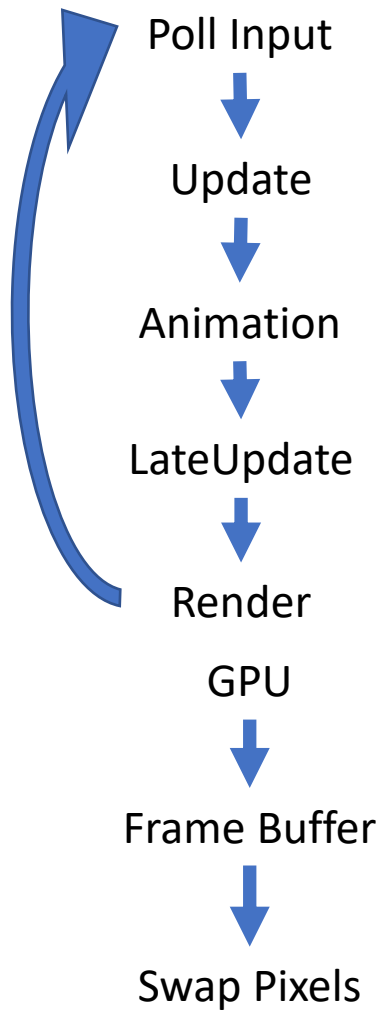 Poll Input
Update
Animation
LateUpdate
Render
GPU
Frame Buffer
Swap Pixels